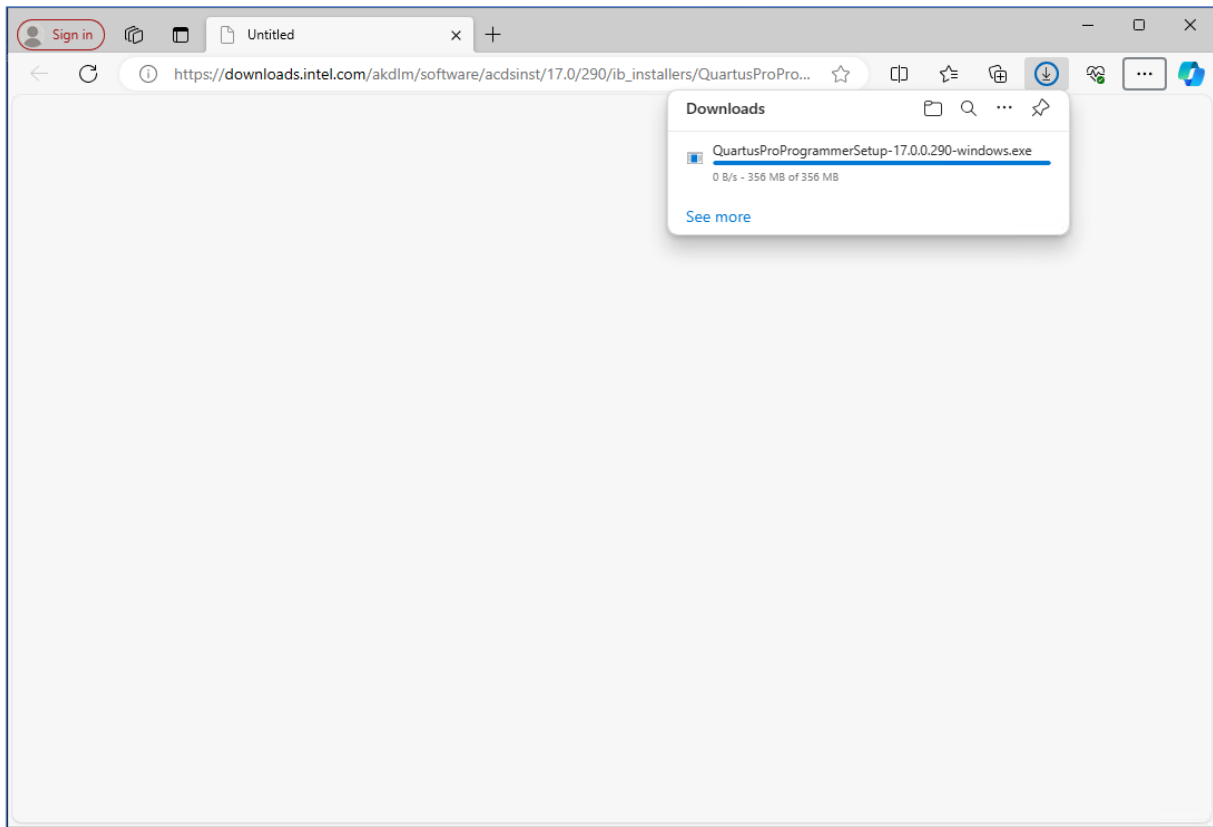 Sign in
Untitled
https://downloads.intel.com/akdlm/software/acdsinst/17.0/290/ib_installers/QuartusProPro...
Downloads
QuartusProProgrammerSetup-17.0.0.290-windows.exe
0 B/s - 356 MB of 356 MB
See more